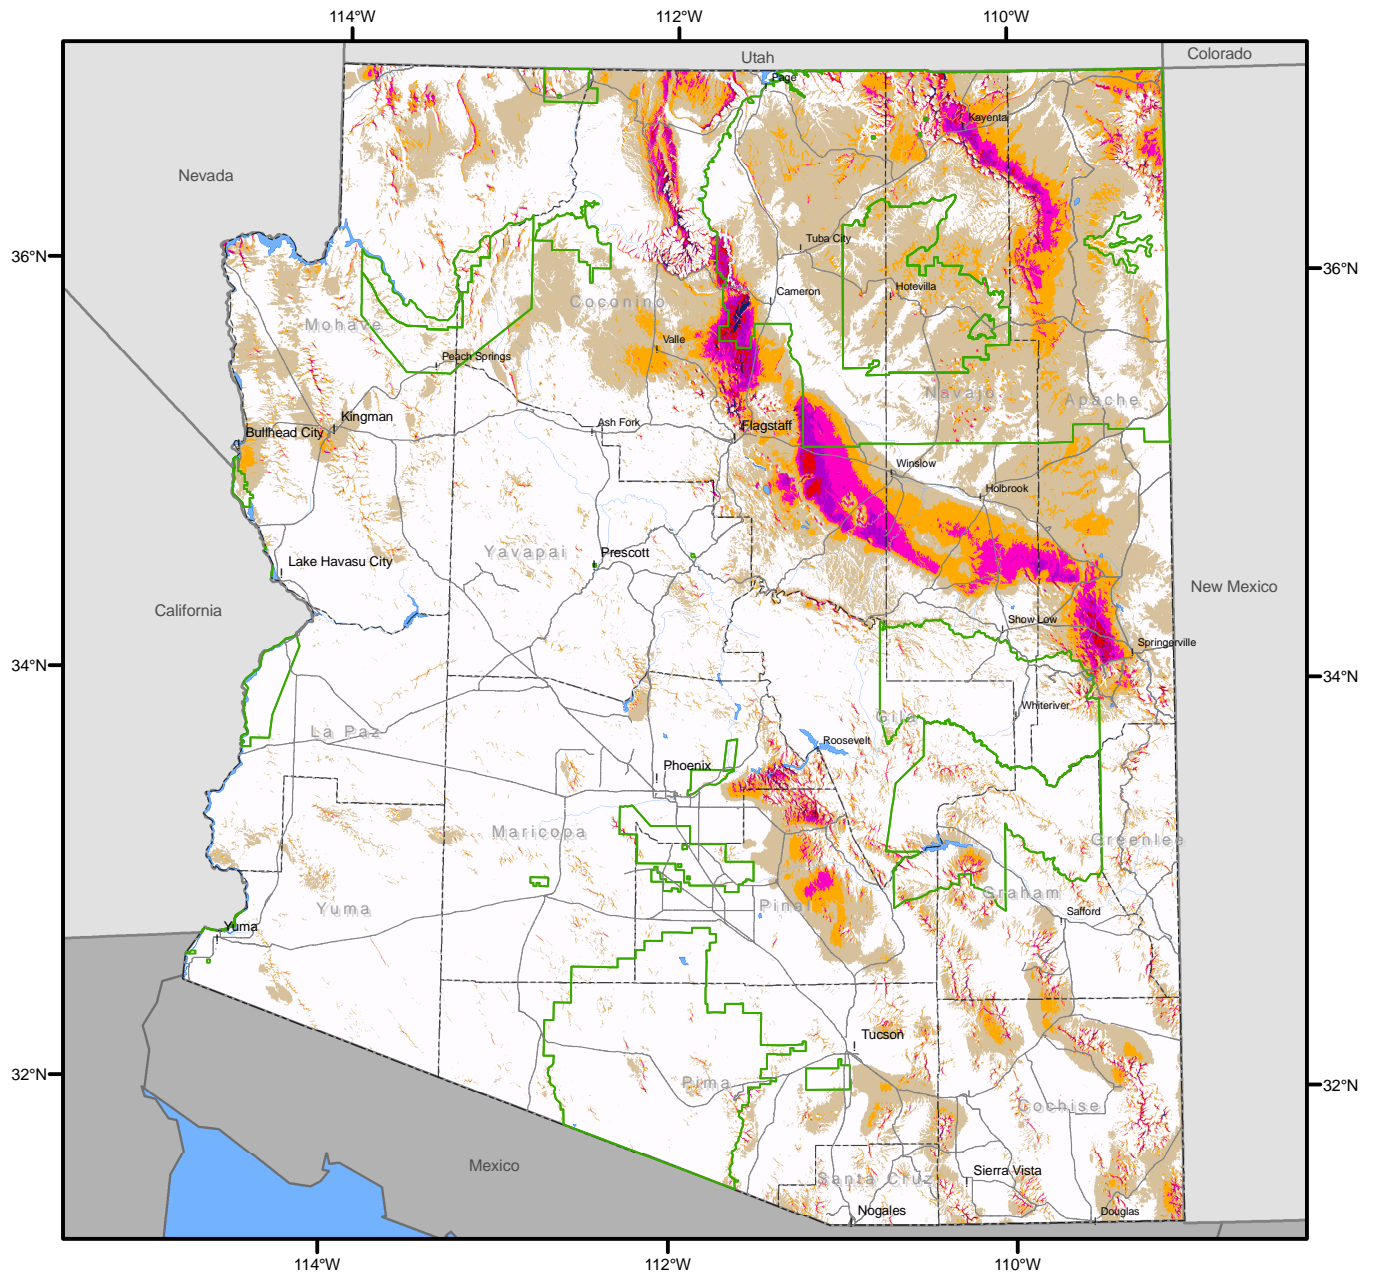 114°W
112°W
110°W
Utah
Colorado
Page
Kayenta
Nevada
Tuba City
36°N
36°N
Cameron
Hotevilla
Coconino
Mohave
Valle
Peach Springs
Navajo
Apache
Kingman
Ash Fork
Flagstaff
Bullhead City
Winslow
Holbrook
Yavapai
Prescott
Lake Havasu City
New Mexico
California
Show Low
Springerville
34°N
34°N
Whiteriver
Gila
La Paz
Roosevelt
Phoenix
Maricopa
Greenlee
Graham
Yuma
Pinal
Safford
Yuma
Tucson
32°N
32°N
Pima
Cochise
Mexico
Sierra Vista
Santa Cruz
Nogales
Douglas
114°W
112°W
110°W